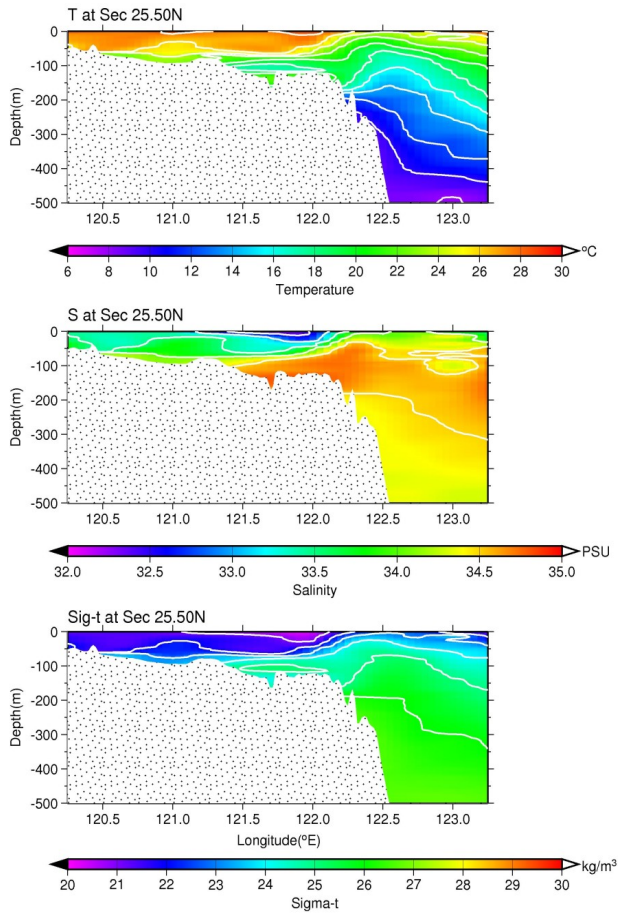 T at Sec 25.50N
0
-100
-200
-300
-400
-500
Depth(m)
120.5 121.0 121.5 122.0 122.5 123.0
6 8 10 12 14 16 18 20 22 24 26 28 30 °C
Temperature
S at Sec 25.50N
0
-100
-200
-300
-400
-500
Depth(m)
120.5 121.0 121.5 122.0 122.5 123.0
PSU
32.0 32.5 33.0 33.5 34.0 34.5 35.0
Salinity
Sig-t at Sec 25.50N
0
-100
-200
-300
-400
-500
Depth(m)
120.5 121.0 121.5 122.0 122.5 123.0
Longitude(°E)
kg/m³
20 21 22 23 24 25 26 27 28 29 30
Sigma-t